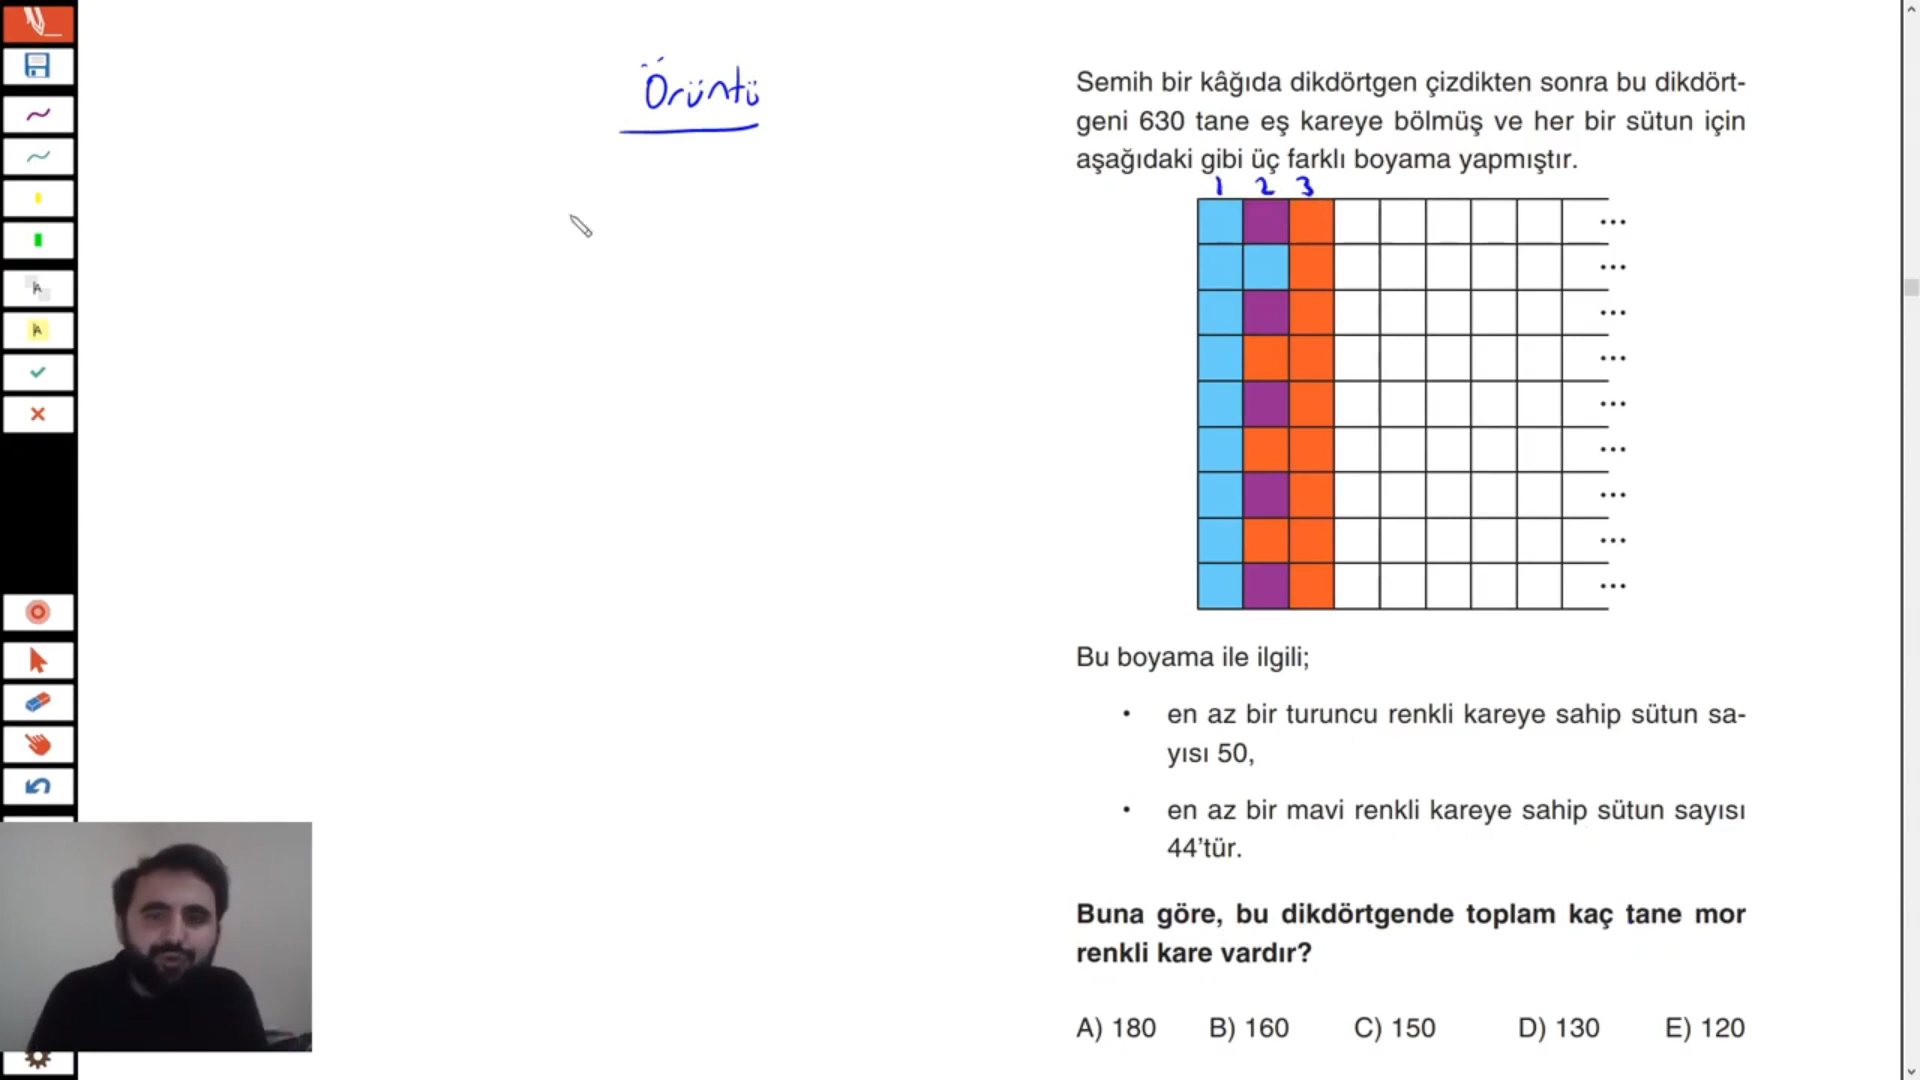 Örüntü
Semih bir kâğıda dikdörtgen çizdikten sonra bu dikdört-
geni 630 tane eş kareye bölmüş ve her bir sütun için
aşağıdaki gibi üç farklı boyama yapmıştır.
1 2 3
...
...
...
...
...
...
...
...
...
Bu boyama ile ilgili;
• en az bir turuncu renkli kareye sahip sütun sa-
yısı 50,
• en az bir mavi renkli kareye sahip sütun sayısı
44’tür.
Buna göre, bu dikdörtgende toplam kaç tane mor
renkli kare vardır?
A) 180 B) 160 C) 150 D) 130 E) 120
A
A